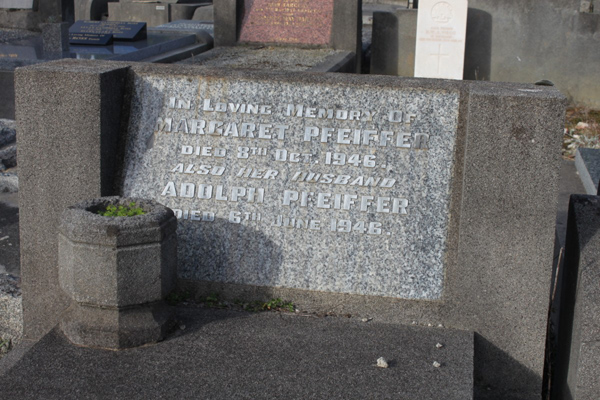 In Loving Memory Of
MARGARET PFEIFFER
DIED 8TH OCT. 1946.
ALSO HER HUSBAND
ADOLPH PFEIFFER
DIED 6TH JUNE 1946.